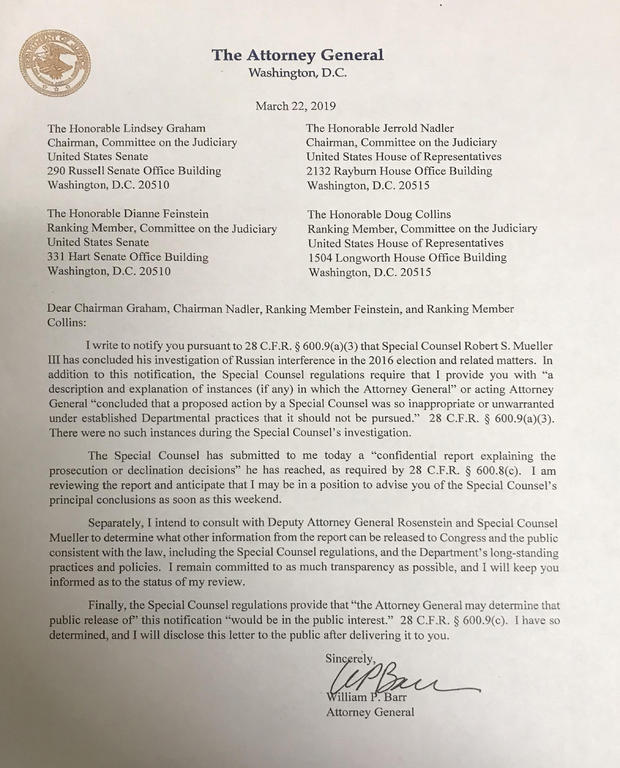 The Attorney General
Washington, D.C.
March 22, 2019
The Honorable Lindsey Graham
Chairman, Committee on the Judiciary
United States Senate
290 Russell Senate Office Building
Washington, D.C. 20510
The Honorable Jerrold Nadler
Chairman, Committee on the Judiciary
United States House of Representatives
2132 Rayburn House Office Building
Washington, D.C. 20515
The Honorable Dianne Feinstein
Ranking Member, Committee on the Judiciary
United States Senate
331 Hart Senate Office Building
Washington, D.C. 20510
The Honorable Doug Collins
Ranking Member, Committee on the Judiciary
United States House of Representatives
1504 Longworth House Office Building
Washington, D.C. 20515
Dear Chairman Graham, Chairman Nadler, Ranking Member Feinstein, and Ranking Member
Collins:
I write to notify you pursuant to 28 C.F.R. § 600.9(a)(3) that Special Counsel Robert S. Mueller
III has concluded his investigation of Russian interference in the 2016 election and related matters. In
addition to this notification, the Special Counsel regulations require that I provide you with “a
description and explanation of instances (if any) in which the Attorney General” or acting Attorney
General “concluded that a proposed action by a Special Counsel was so inappropriate or unwarranted
under established Departmental practices that it should not be pursued.” 28 C.F.R. § 600.9(a)(3).
There were no such instances during the Special Counsel’s investigation.
The Special Counsel has submitted to me today a “confidential report explaining the
prosecution or declination decisions” he has reached, as required by 28 C.F.R. § 600.8(c). I am
reviewing the report and anticipate that I may be in a position to advise you of the Special Counsel’s
principal conclusions as soon as this weekend.
Separately, I intend to consult with Deputy Attorney General Rosenstein and Special Counsel
Mueller to determine what other information from the report can be released to Congress and the public
consistent with the law, including the Special Counsel regulations, and the Department’s long-standing
practices and policies. I remain committed to as much transparency as possible, and I will keep you
informed as to the status of my review.
Finally, the Special Counsel regulations provide that “the Attorney General may determine that
public release of” this notification “would be in the public interest.” 28 C.F.R. § 600.9(c). I have so
determined, and I will disclose this letter to the public after delivering it to you.
Sincerely,
WPBarr
William P. Barr
Attorney General